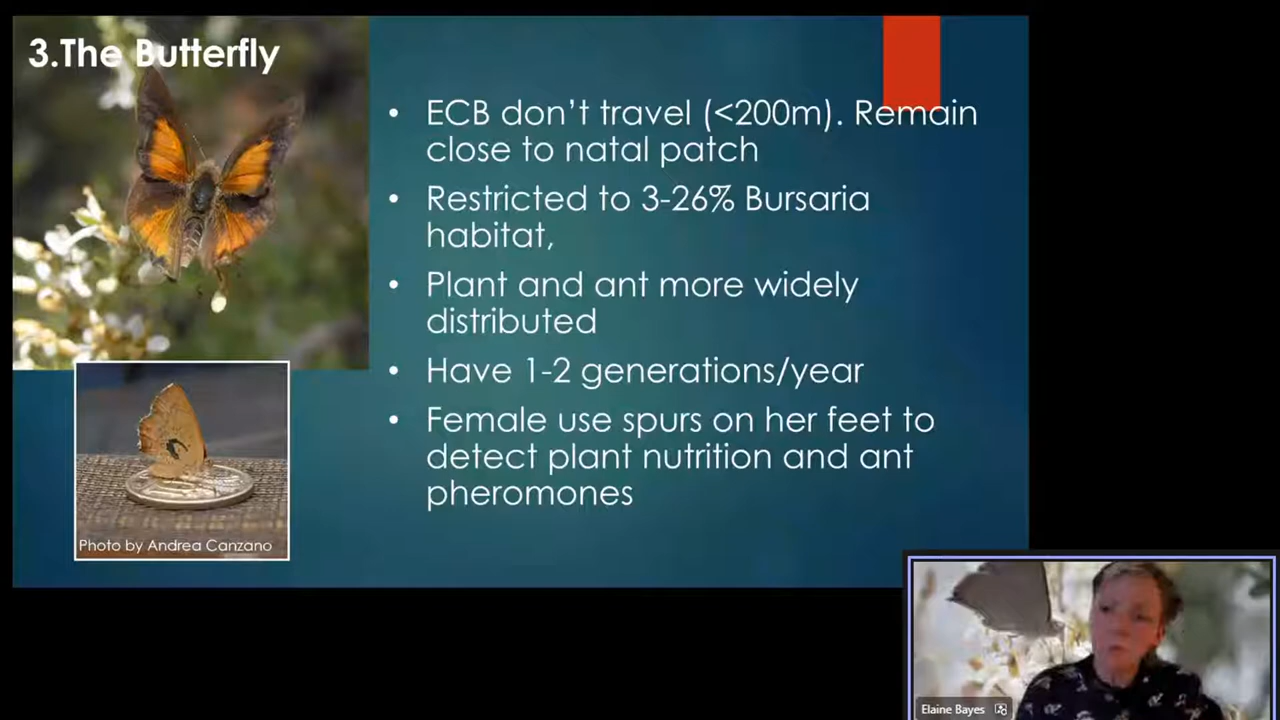 3.The Butterfly
• ECB don't travel (<200m). Remain
close to natal patch
• Restricted to 3-26% Bursaria
habitat,
• Plant and ant more widely
distributed
• Have 1-2 generations/year
• Female use spurs on her feet to
detect plant nutrition and ant
pheromones
Photo by Andrea Canzano
Elaine Bayes